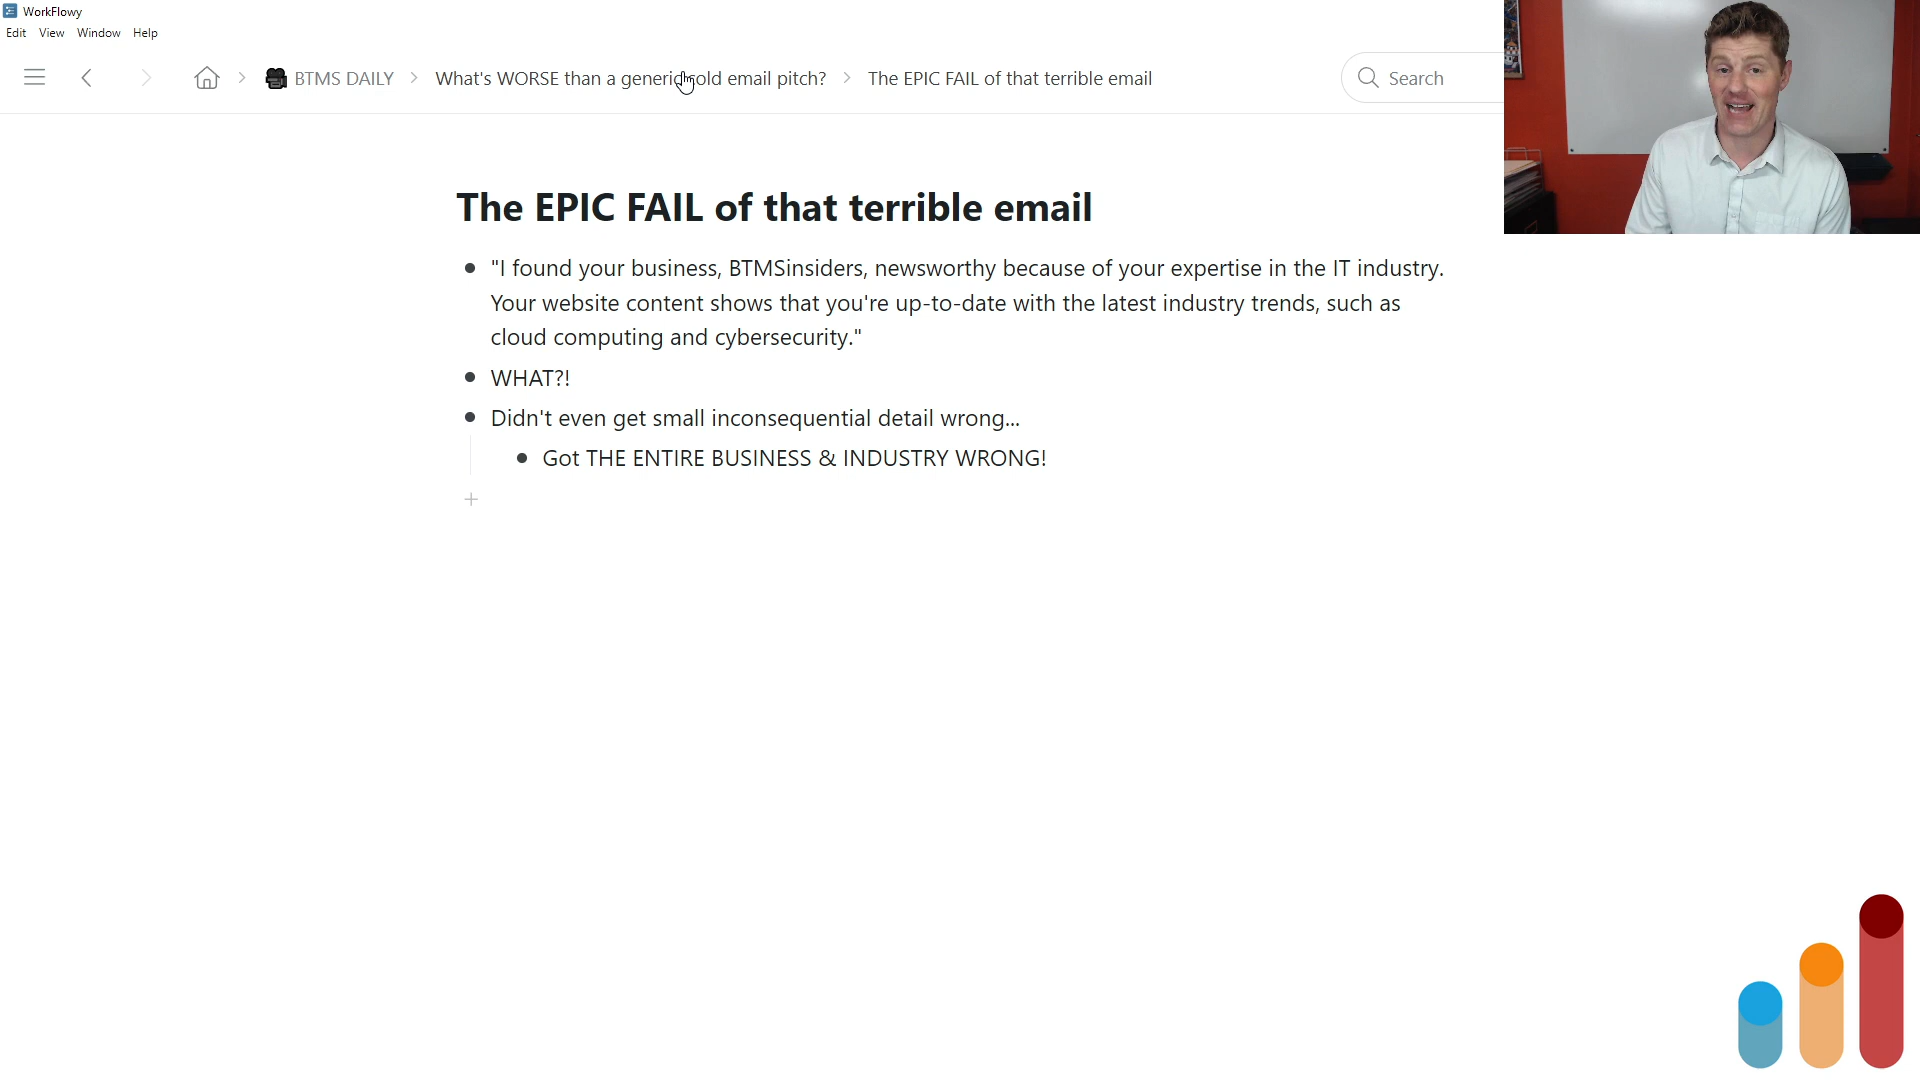 WorkFlowy
Edit View Window Help
BTMS DAILY > What's WORSE than a generic cold email pitch? > The EPIC FAIL of that terrible email
Search
The EPIC FAIL of that terrible email
"I found your business, BTMSinsiders, newsworthy because of your expertise in the IT industry.
Your website content shows that you're up-to-date with the latest industry trends, such as
cloud computing and cybersecurity."
WHAT?!
Didn't even get small inconsequential detail wrong...
Got THE ENTIRE BUSINESS & INDUSTRY WRONG!